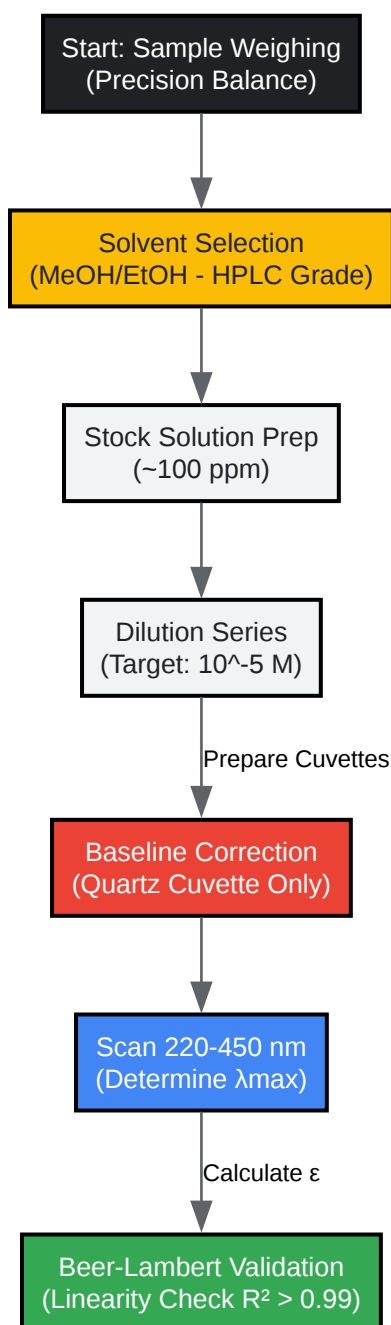 Start: Sample Weighing
(Precision Balance)
Solvent Selection
(MeOH/EtOH - HPLC Grade)
Stock Solution Prep
(~100 ppm)
Dilution Series
(Target: 10^-5 M)
Prepare Cuvettes
Baseline Correction
(Quartz Cuvette Only)
Scan 220-450 nm
(Determine λmax)
Calculate ε
Beer-Lambert Validation
(Linearity Check R² > 0.99)